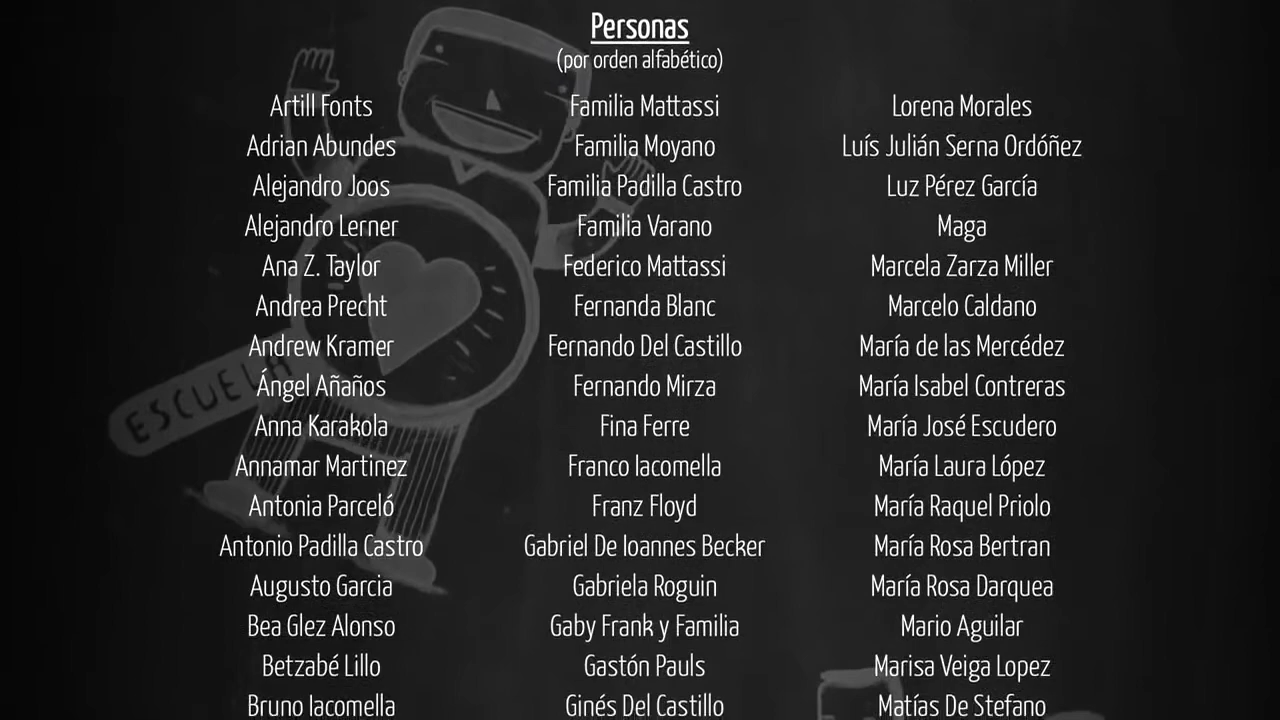 Personas
(por orden alfabético)
Artill Fonts
Adrian Abundes
Alejandro Joos
Alejandro Lerner
Ana Z. Taylor
Andrea Precht
Andrew Kramer
Ángel Añaños
Anna Karakola
Annamar Martinez
Antonia Parceló
Antonio Padilla Castro
Augusto Garcia
Bea Glez Alonso
Betzabé Lillo
Bruno Iacomella
Familia Mattassi
Familia Moyano
Familia Padilla Castro
Familia Varano
Federico Mattassi
Fernanda Blanc
Fernando Del Castillo
Fernando Mirza
Fina Ferre
Franco Iacomella
Franz Floyd
Gabriel De Ioannes Becker
Gabriela Roguin
Gaby Frank y Familia
Gastón Pauls
Ginés Del Castillo
Lorena Morales
Luís Julián Serna Ordóñez
Luz Pérez García
Maga
Marcela Zarza Miller
Marcelo Caldano
María de las Mercédez
María Isabel Contreras
María José Escudero
María Laura López
María Raquel Priolo
María Rosa Bertran
María Rosa Darquea
Mario Aguilar
Marisa Veiga Lopez
Matías De Stefano
ESCUELA